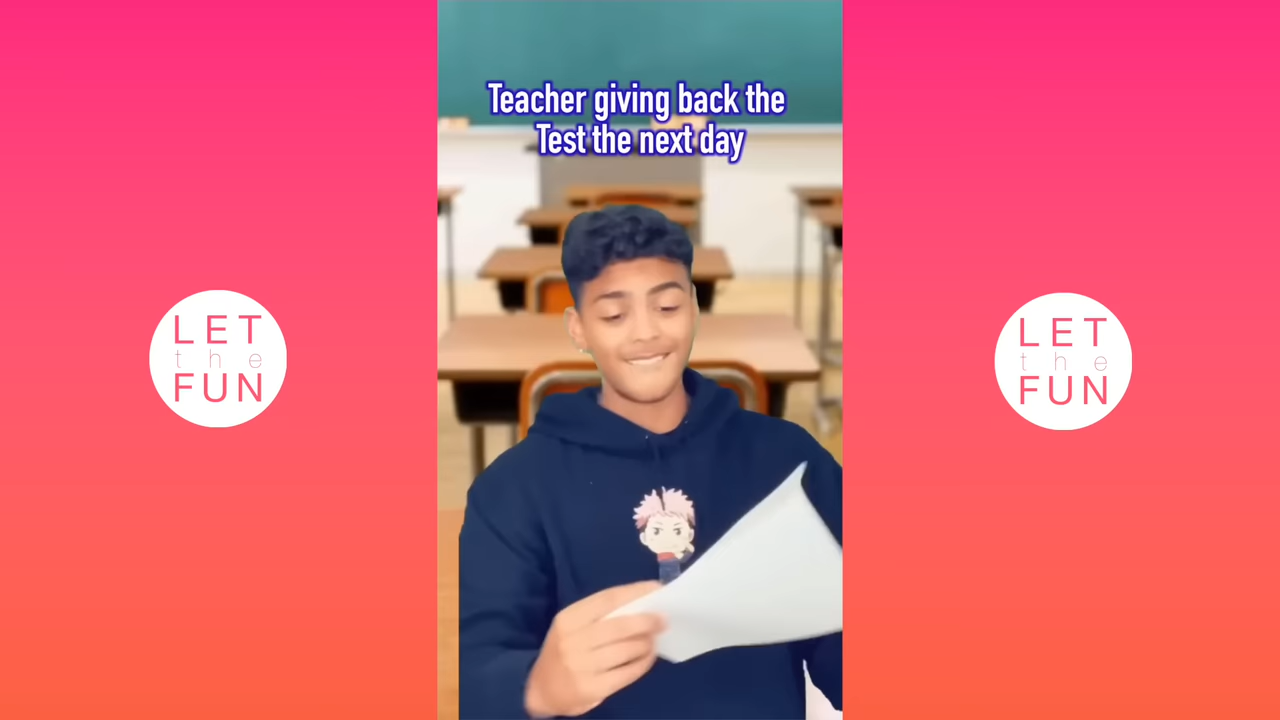 Teacher giving back the
Test the next day
LET
the
FUN
LET
the
FUN